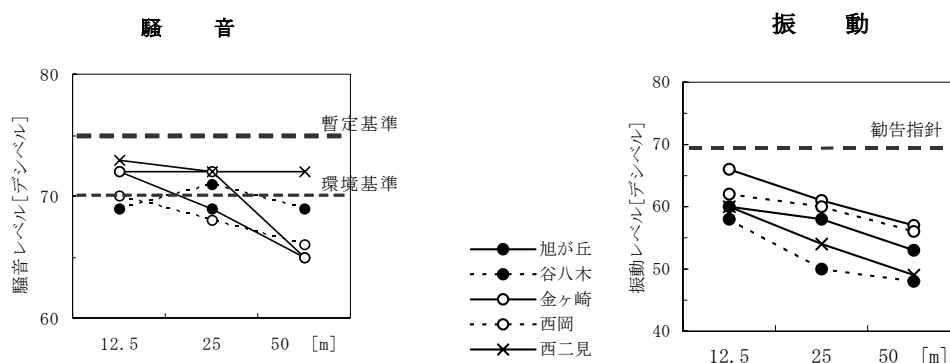 騒 音
騒音レベル[デシベル]
80
70
60
暫定基準
環境基準
12.5 25 50 [m]
旭が丘
谷八木
金ヶ崎
西岡
西二見
振 動
振動レベル[デシベル]
80
70
60
50
40
勧告指針
12.5 25 50 [m]